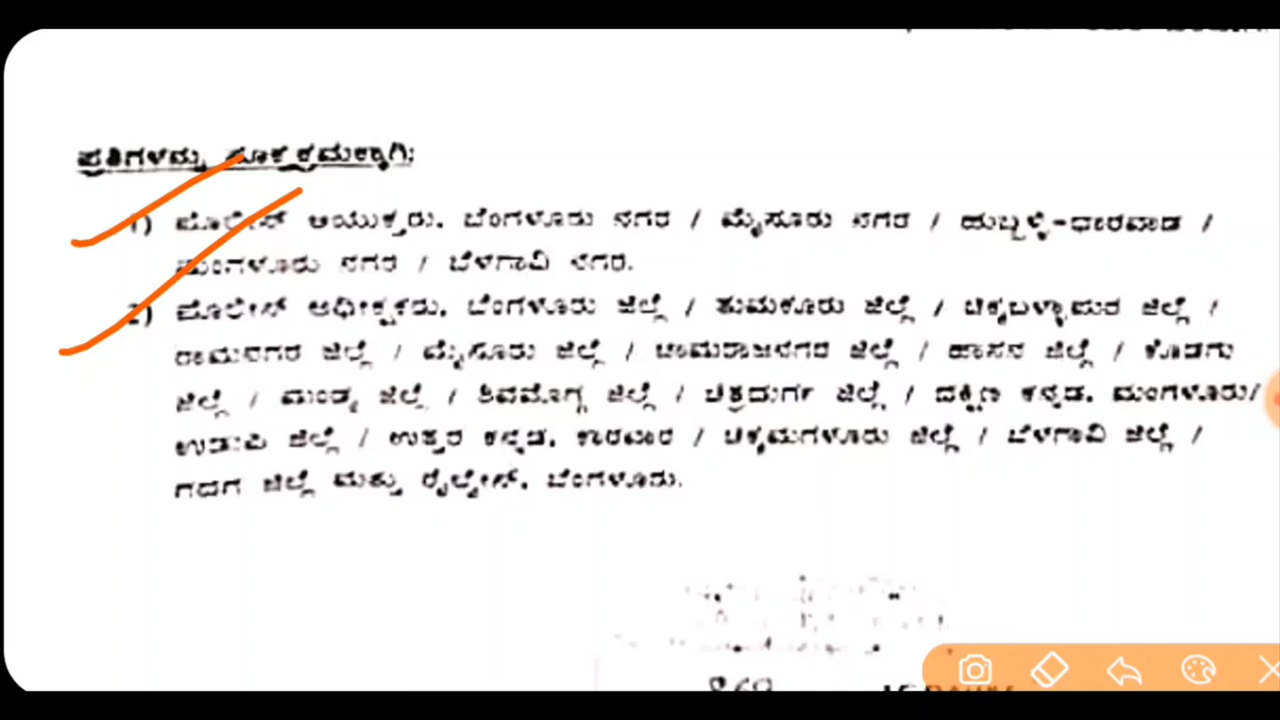 ಪ್ರತಿಗಳನ್ನು ಸೂಕ್ತ ಕ್ರಮಕ್ಕಾಗಿ:
1) ಪೊಲೀಸ್ ಆಯುಕ್ತರು, ಬೆಂಗಳೂರು ನಗರ / ಮೈಸೂರು ನಗರ / ಹುಬ್ಬಳ್ಳಿ-ಧಾರವಾಡ /
ಮಂಗಳೂರು ನಗರ / ಬೆಳಗಾವಿ ನಗರ.
2) ಪೊಲೀಸ್ ಅಧೀಕ್ಷಕರು, ಬೆಂಗಳೂರು ಜಿಲ್ಲೆ / ತುಮಕೂರು ಜಿಲ್ಲೆ / ಚಿಕ್ಕಬಳ್ಳಾಪುರ ಜಿಲ್ಲೆ /
ರಾಮನಗರ ಜಿಲ್ಲೆ / ಮೈಸೂರು ಜಿಲ್ಲೆ / ಚಾಮರಾಜನಗರ ಜಿಲ್ಲೆ / ಹಾಸನ ಜಿಲ್ಲೆ / ಕೊಡಗು
ಜಿಲ್ಲೆ / ಮಂಡ್ಯ ಜಿಲ್ಲೆ / ಶಿವಮೊಗ್ಗ ಜಿಲ್ಲೆ / ಚಿತ್ರದುರ್ಗ ಜಿಲ್ಲೆ / ದಕ್ಷಿಣ ಕನ್ನಡ, ಮಂಗಳೂರು/
ಉಡುಪಿ ಜಿಲ್ಲೆ / ಉತ್ತರ ಕನ್ನಡ, ಕಾರವಾರ / ಚಿಕ್ಕಮಗಳೂರು ಜಿಲ್ಲೆ / ಬೆಳಗಾವಿ ಜಿಲ್ಲೆ /
ಗದಗ ಜಿಲ್ಲೆ ಮತ್ತು ರೈಲ್ವೇಸ್, ಬೆಂಗಳೂರು.